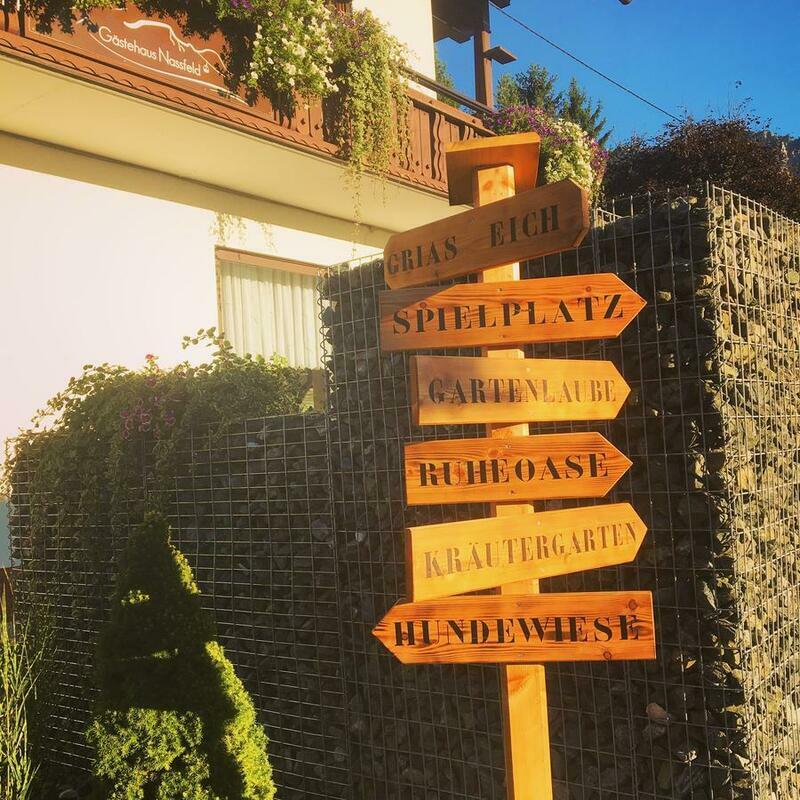 Gästehaus Nassfeld
GRIAS EICH
SPIELPLATZ
GARTENLAUBE
RUHEOASE
KRÄUTERGARTEN
HUNDEWIESE